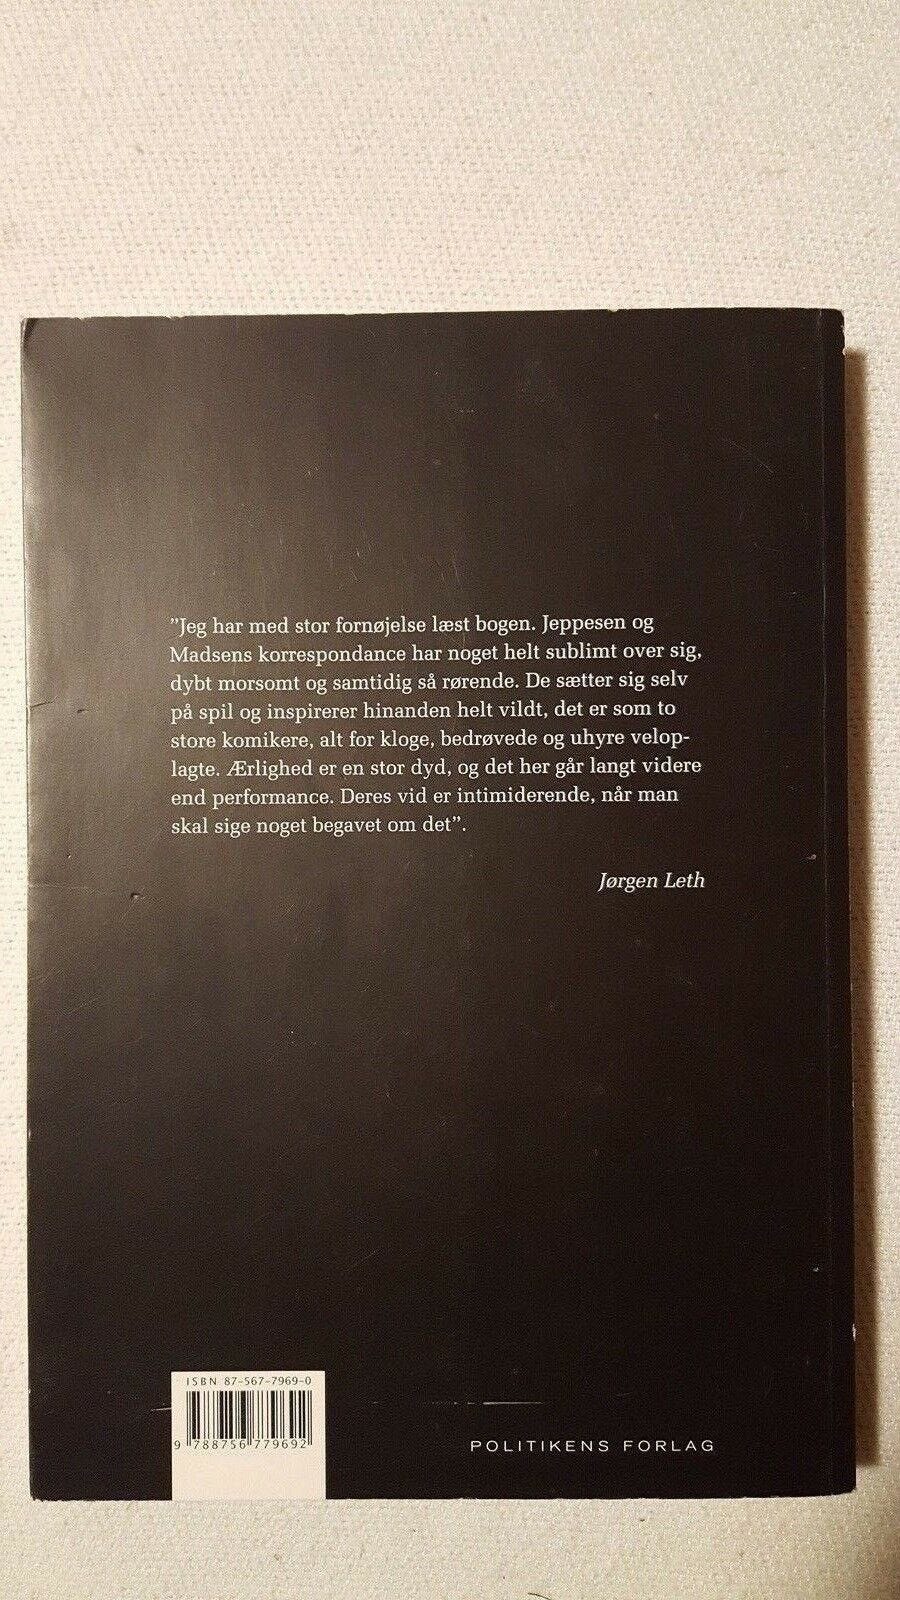 ”Jeg har med stor fornøjelse læst bogen. Jeppesen og
Madsens korrespondance har noget helt sublimt over sig,
dybt morsomt og samtidig så rørende. De sætter sig selv
på spil og inspirerer hinanden helt vildt, det er som to
store komikere, alt for kloge, bedrøvede og uhyre velop-
lagte. Ærlighed er en stor dyd, og det her går langt videre
end performance. Deres vid er intimiderende, når man
skal sige noget begavet om det”.
Jørgen Leth
ISBN 87-567-7969-0
9 788756 779692
POLITIKENS FORLAG